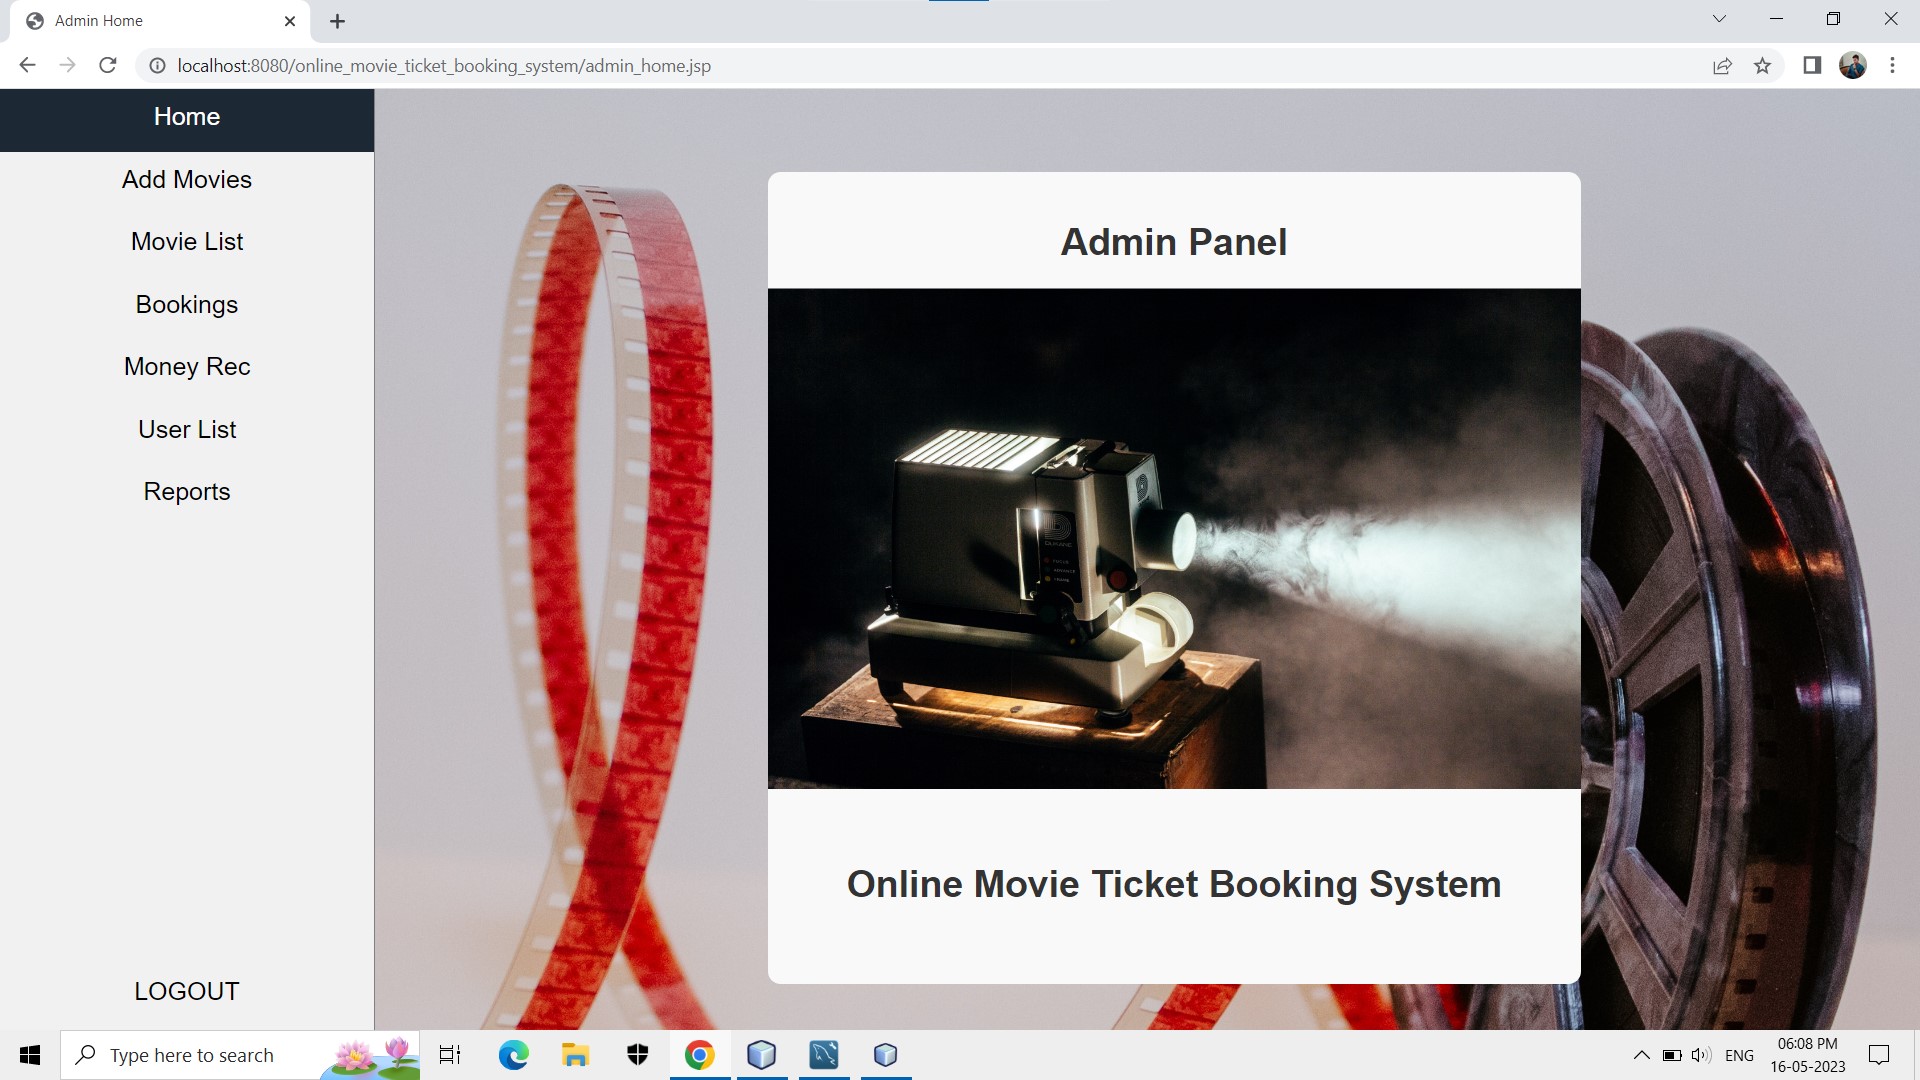 Admin Home
localhost:8080/online_movie_ticket_booking_system/admin_home.jsp
Home
Add Movies
Movie List
Bookings
Money Rec
User List
Reports
LOGOUT
Admin Panel
Online Movie Ticket Booking System
Type here to search
ENG
06:08 PM
16-05-2023